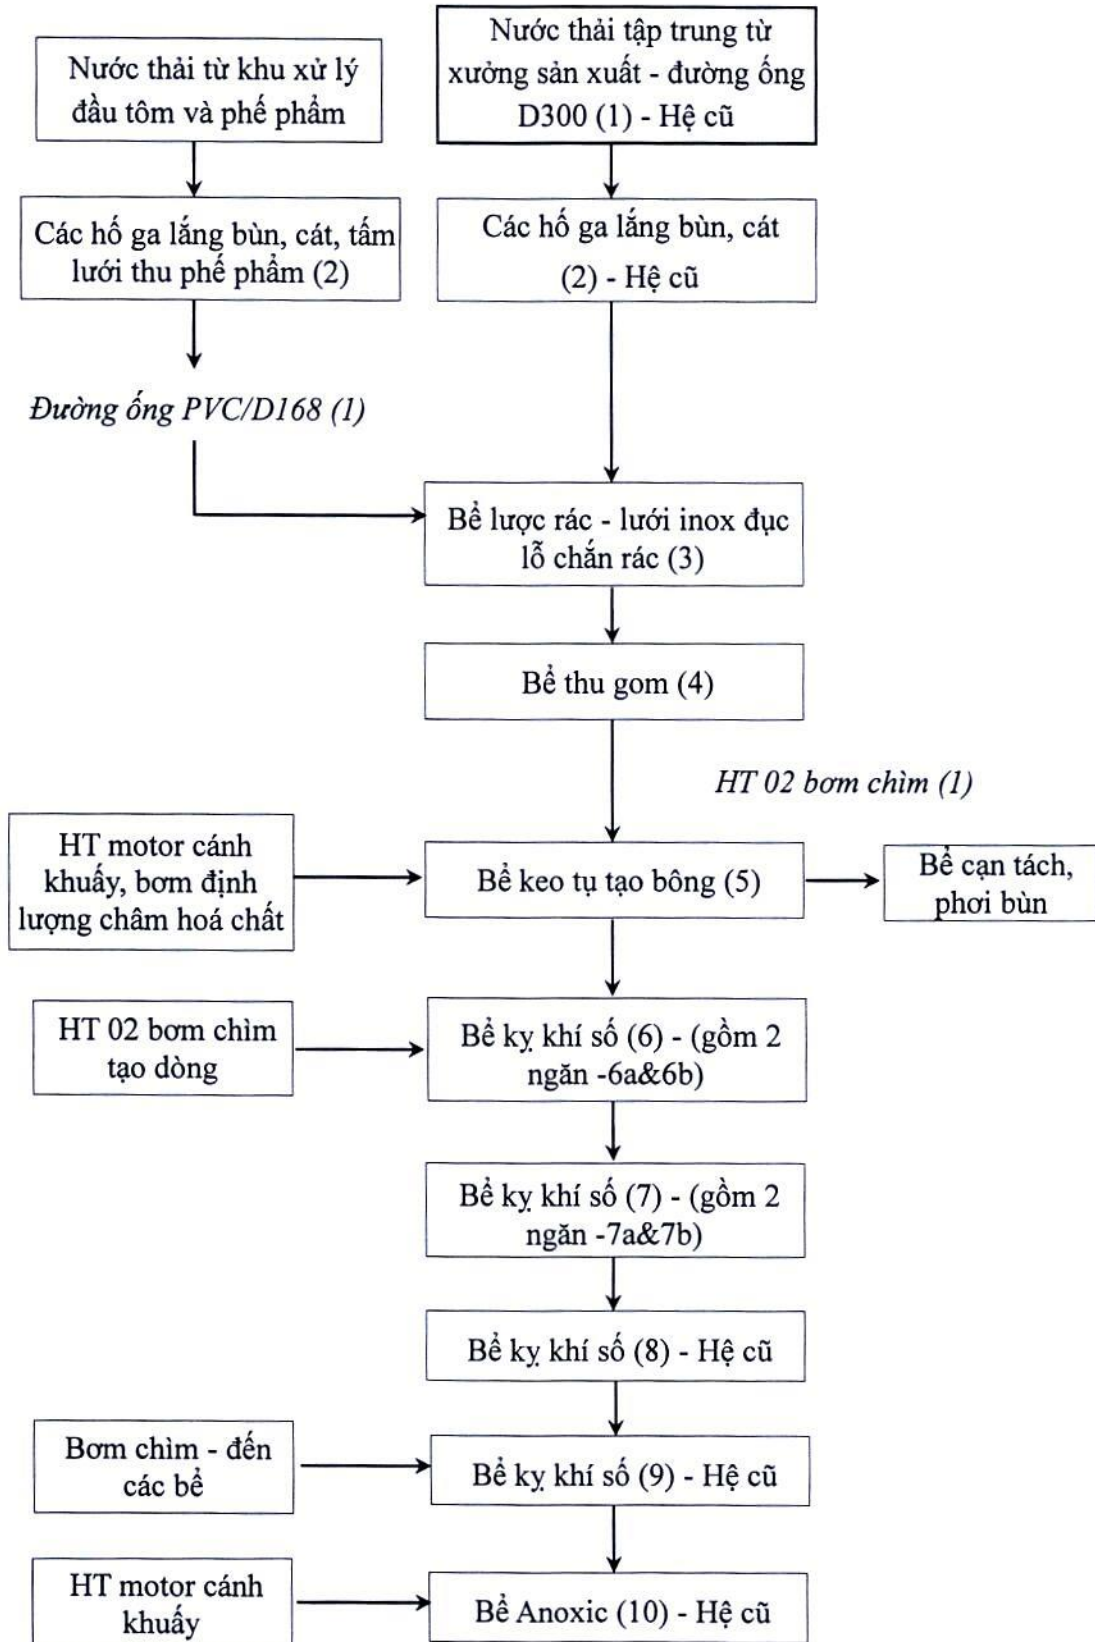 Nước thải từ khu xử lý
đầu tôm và phế phẩm
Nước thải tập trung từ
xưởng sản xuất - đường ống
D300 (1) - Hệ cũ
Các hố ga lắng bùn, cát, tấm
lưới thu phế phẩm (2)
Các hố ga lắng bùn, cát
(2) - Hệ cũ
Đường ống PVC/D168 (1)
Bể lược rác - lưới inox đục
lỗ chắn rác (3)
Bể thu gom (4)
HT 02 bơm chìm (1)
HT motor cánh
khuấy, bơm định
lượng châm hoá chất
Bể keo tụ tạo bông (5)
Bể cạn tách,
phơi bùn
HT 02 bơm chìm
tạo dòng
Bể kỵ khí số (6) - (gồm 2
ngăn -6a&6b)
Bể kỵ khí số (7) - (gồm 2
ngăn -7a&7b)
Bể kỵ khí số (8) - Hệ cũ
Bơm chìm - đến
các bể
Bể kỵ khí số (9) - Hệ cũ
HT motor cánh
khuấy
Bể Anoxic (10) - Hệ cũ